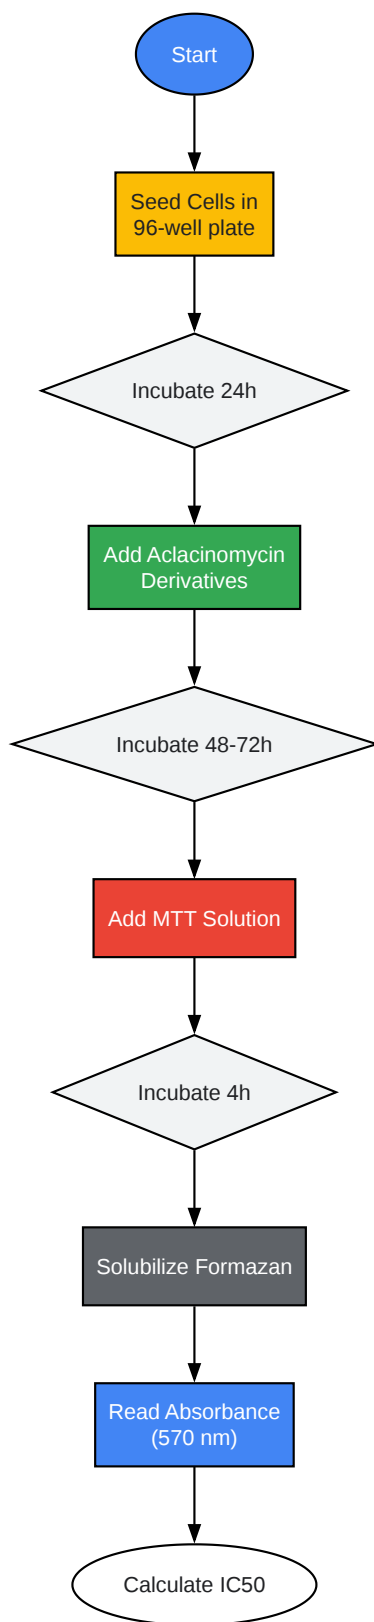 Start
Seed Cells in
96-well plate
Incubate 24h
Add Aclacinomycin
Derivatives
Incubate 48-72h
Add MTT Solution
Incubate 4h
Solubilize Formazan
Read Absorbance
(570 nm)
Calculate IC50